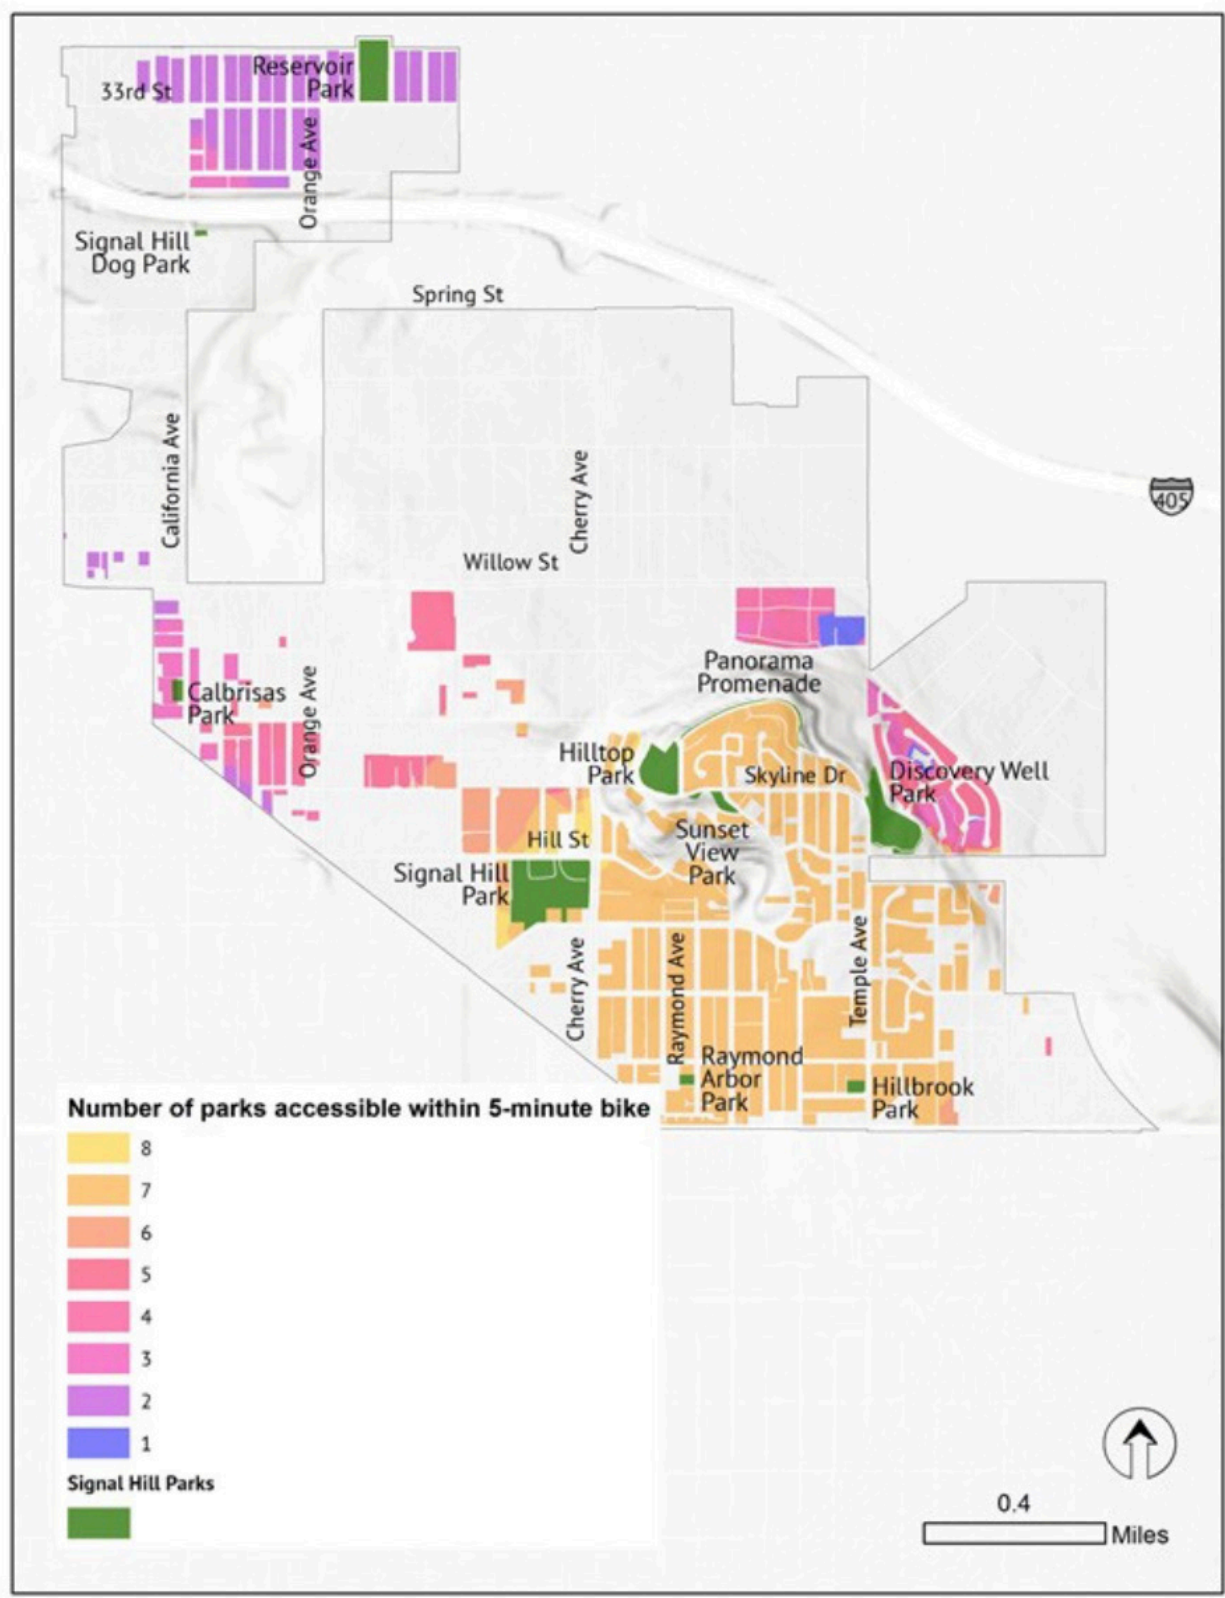 Reservoir
Park
33rd St
Orange Ave
Signal Hill
Dog Park
Spring St
California Ave
Cherry Ave
405
Willow St
Panorama
Promenade
Calbrisas
Park
Orange Ave
Hilltop
Park
Skyline Dr
Discovery Well
Park
Sunset
View
Park
Hill St
Signal Hill
Park
Cherry Ave
Raymond Ave
Temple Ave
Raymond
Arbor
Park
Hillbrook
Park
Number of parks accessible within 5-minute bike
8
7
6
5
4
3
2
1
Signal Hill Parks
0.4
Miles